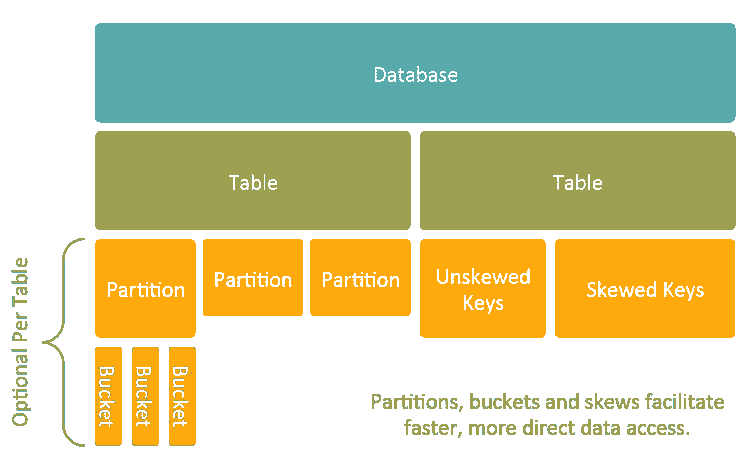 Database
Table
Table
Optional Per Table
Partition
Partition
Partition
Unskewed
Keys
Skewed Keys
Bucket
Bucket
Bucket
Partitions, buckets and skews facilitate
faster, more direct data access.